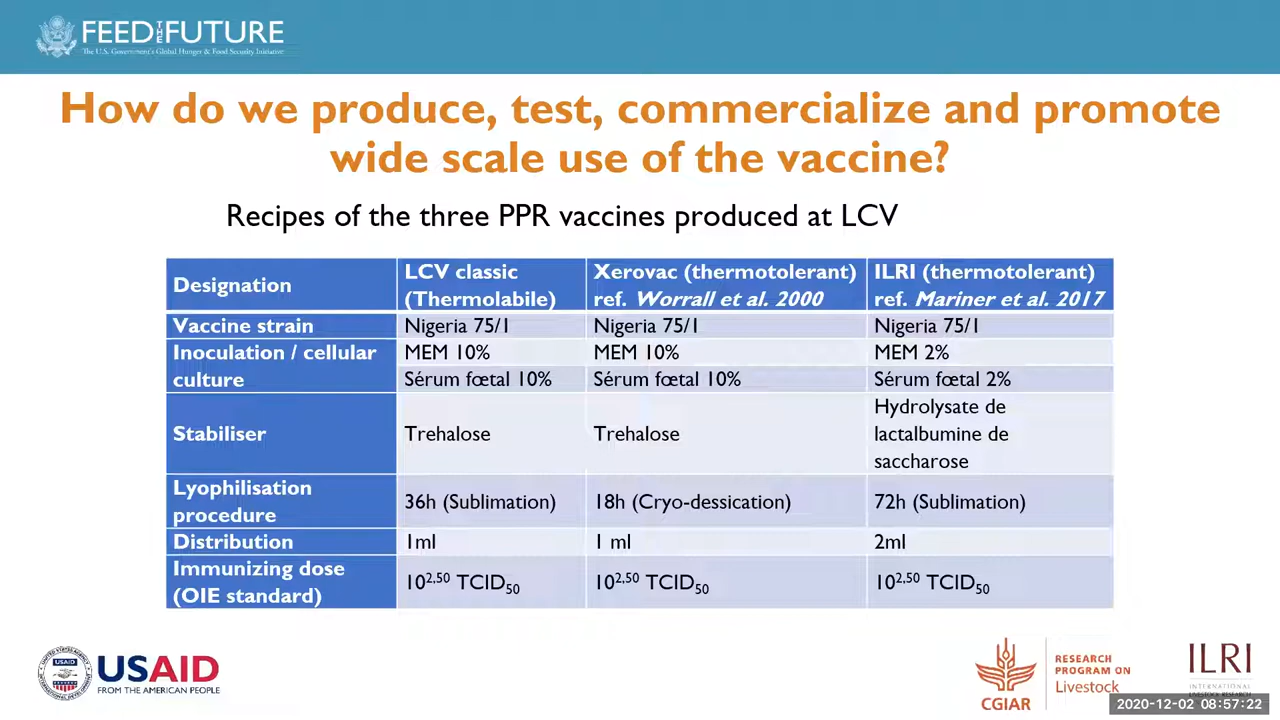 FEED THE FUTURE
The U.S. Government's Global Hunger & Food Security Initiative
How do we produce, test, commercialize and promote
wide scale use of the vaccine?
Recipes of the three PPR vaccines produced at LCV
Designation
LCV classic
(Thermolabile)
Xerovac (thermotolerant)
ref. Worrall et al. 2000
ILRI (thermotolerant)
ref. Mariner et al. 2017
Vaccine strain
Nigeria 75/1
Nigeria 75/1
Nigeria 75/1
Inoculation / cellular
culture
MEM 10%
MEM 10%
MEM 2%
Sérum fœtal 10%
Sérum fœtal 10%
Sérum fœtal 2%
Stabiliser
Trehalose
Trehalose
Hydrolysate de
lactalbumine de
saccharose
Lyophilisation
procedure
36h (Sublimation)
18h (Cryo-dessication)
72h (Sublimation)
Distribution
1ml
1 ml
2ml
Immunizing dose
(OIE standard)
10^2,50 TCID50
10^2,50 TCID50
10^2,50 TCID50
USAID
USAID
FROM THE AMERICAN PEOPLE
CGIAR
RESEARCH
PROGRAM ON
Livestock
ILRI
INTERNATIONAL
2020-12-02 08:57:22